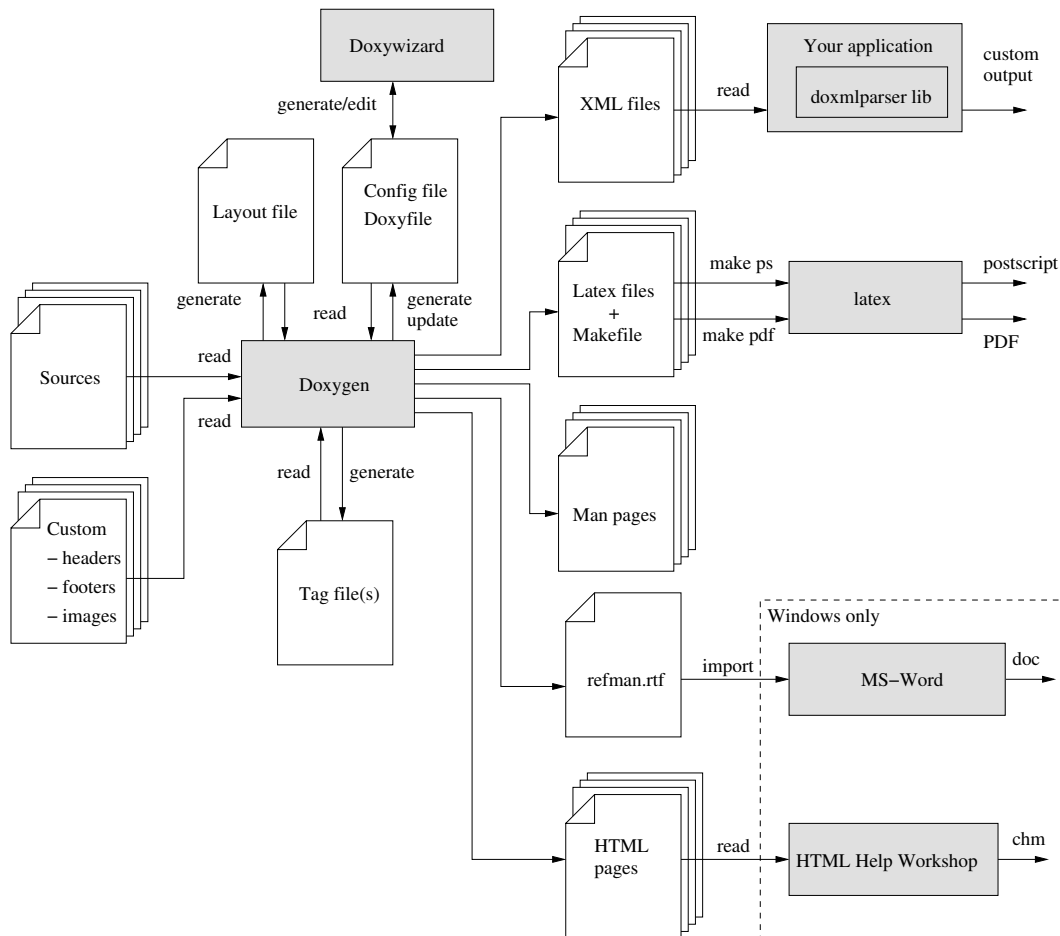 Doxywizard
generate/edit
XML files
read
Your application
doxmlparser lib
custom
output
Layout file
Config file
Doxyfile
generate
read
generate
update
Latex files
+
Makefile
make ps
make pdf
latex
postscript
PDF
Sources
read
read
Doxygen
Custom
− headers
− footers
− images
read
generate
Tag file(s)
Man pages
Windows only
refman.rtf
import
MS−Word
doc
HTML
pages
read
HTML Help Workshop
chm